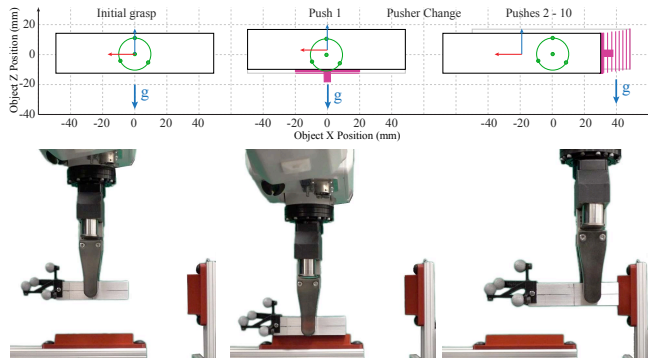 Initial grasp
Push 1
Pusher Change
Pushes 2 - 10
Object Z Position (mm)
20
0
-20
-40
g
g
g
-40 -20 0 20 40
-40 -20 0 20 40
-40 -20 0 20 40
Object X Position (mm)